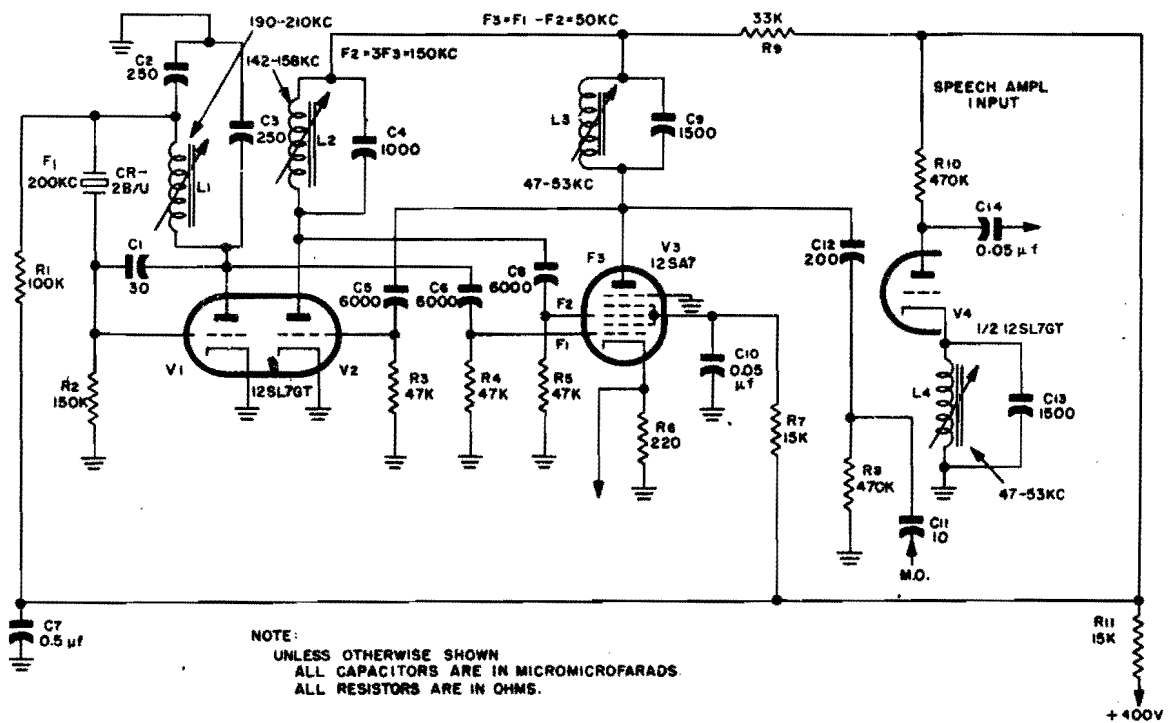 190-210KC
F3=F1 -F2=50KC
33K
R9
C2
250
F2=3F3=150KC
142-158KC
SPEECH AMPL
INPUT
C3
250
L2
C4
1000
L3
C9
1500
F1
200KC
CR-
2B/U
L1
47-53KC
R10
470K
C14
0.05 µf
R1
100K
C1
30
C5
6000
C6
6000
C8
6000
F3
V3
12SA7
C12
200
F2
F1
V4
1/2 12SL7GT
R2
150K
V1
12SL7GT
V2
R3
47K
R4
47K
R5
47K
R6
220
C10
0.05
µf
R7
15K
L4
C13
1500
R8
470K
47-53KC
C11
10
M.O.
C7
0.5 µf
R11
15K
NOTE:
UNLESS OTHERWISE SHOWN
ALL CAPACITORS ARE IN MICROMICROFARADS.
ALL RESISTORS ARE IN OHMS.
+400V